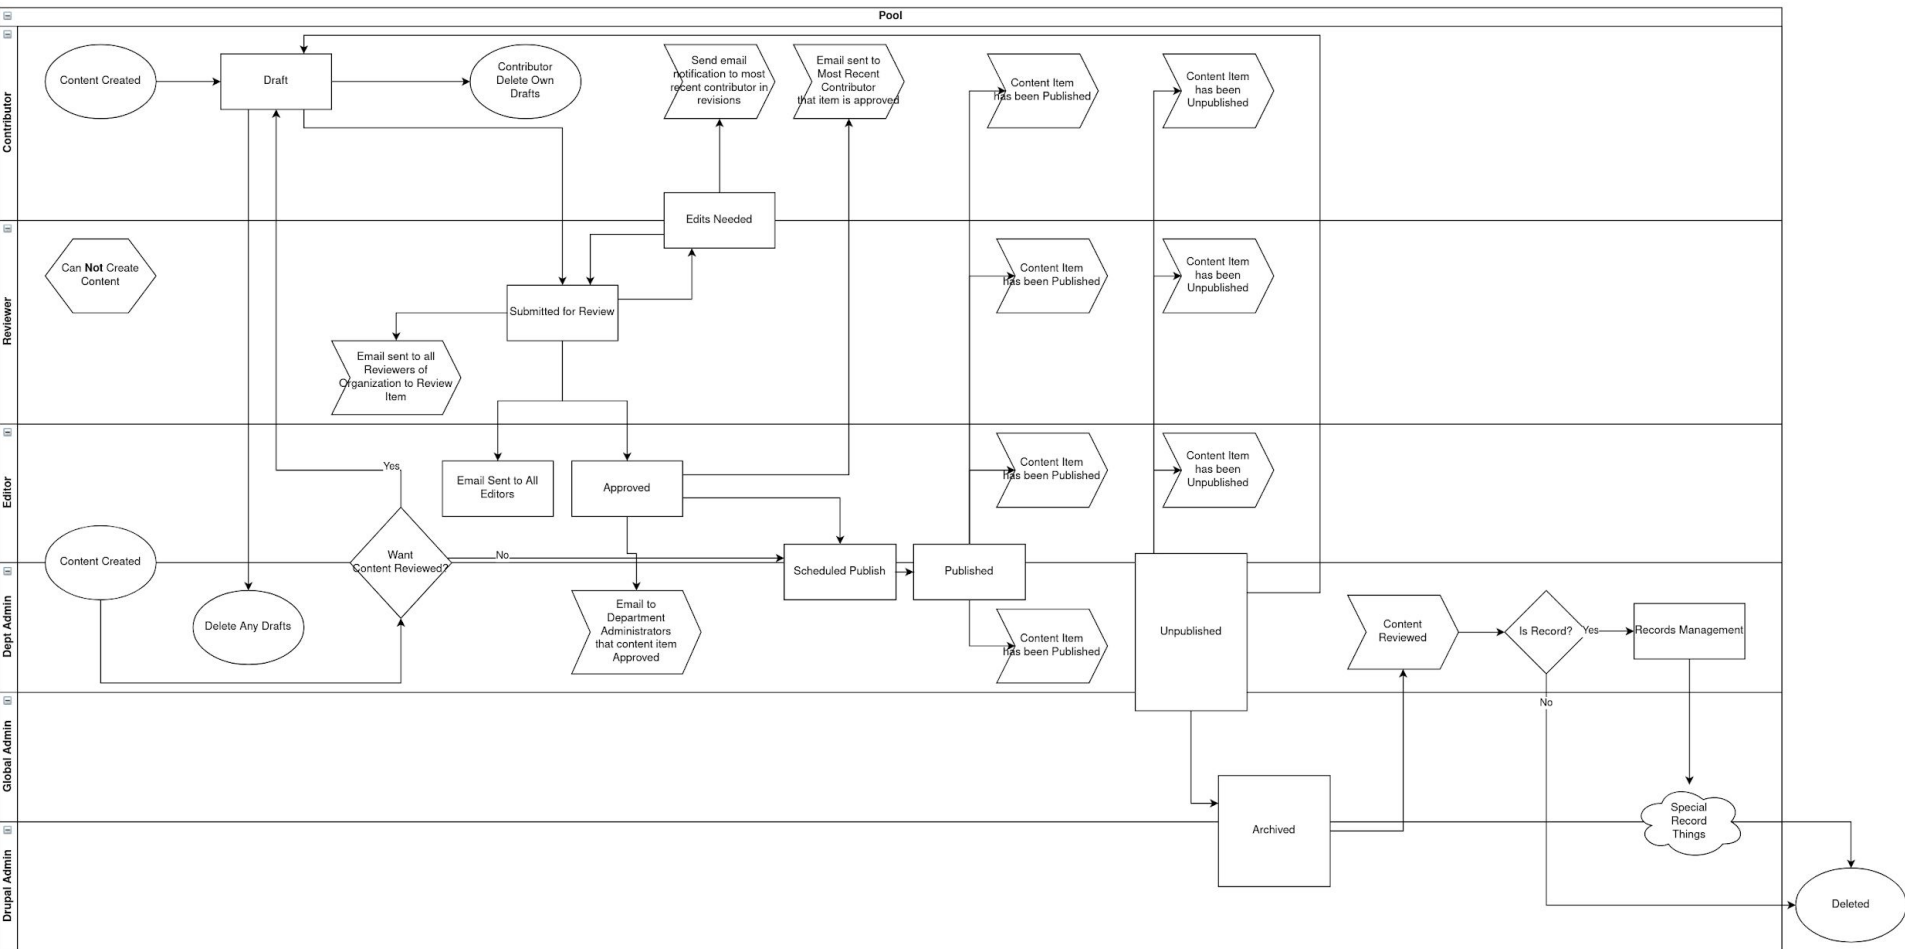 Pool
Contributor
Content Created
Draft
Contributor
Delete Own
Drafts
Send email
notification to most
recent contributor in
revisions
Email sent to
Most Recent
Contributor
that item is approved
Content Item
has been Published
Content Item
has been
Unpublished
Edits Needed
Reviewer
Can Not Create
Content
Submitted for Review
Email sent to all
Reviewers of
Organization to Review
Item
Content Item
has been Published
Content Item
has been
Unpublished
Editor
Yes
Email Sent to All
Editors
Approved
Content Item
has been Published
Content Item
has been
Unpublished
Content Created
Want
Content Reviewed?
No
Scheduled Publish
Published
Dept Admin
Delete Any Drafts
Email to
Department
Administrators
that content item
Approved
Content Item
has been Published
Unpublished
Content
Reviewed
Is Record?
Yes
Records Management
No
Global Admin
Archived
Special
Record
Things
Drupal Admin
Deleted